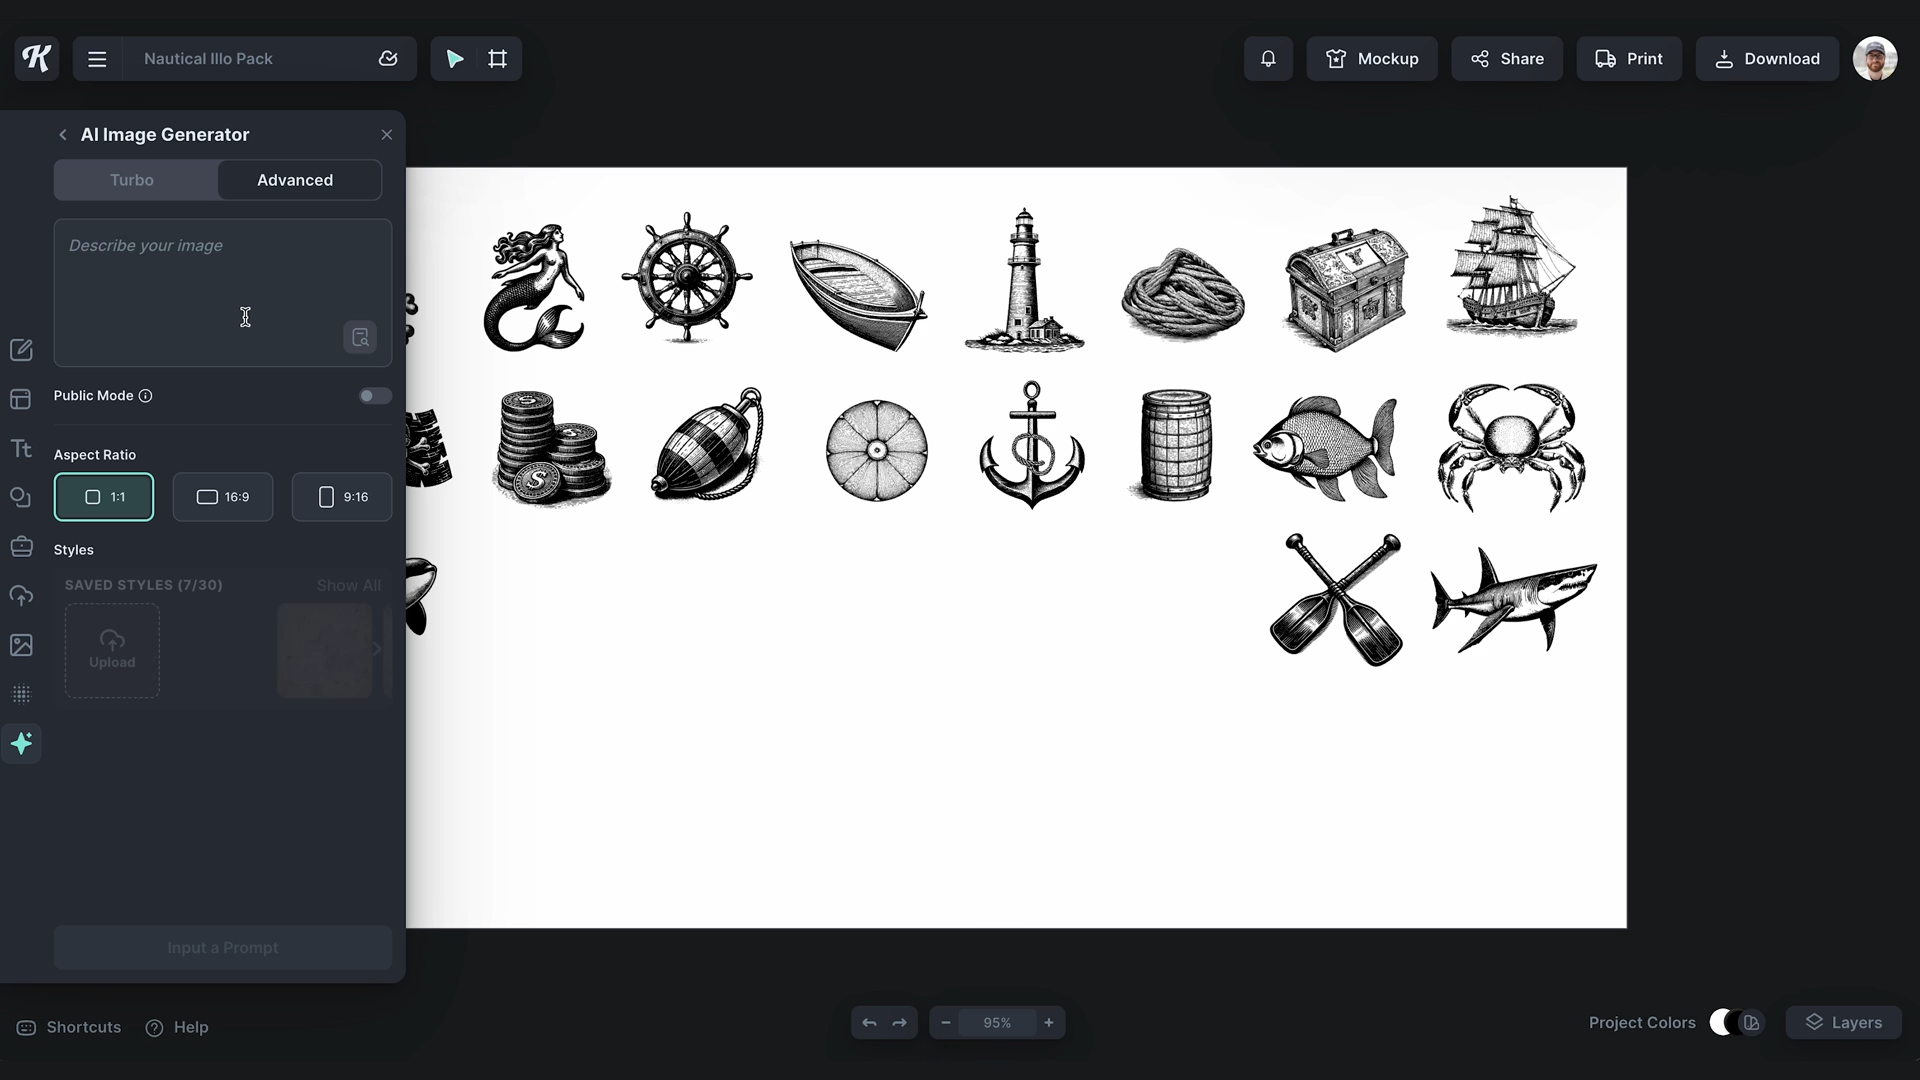 Nautical Illo Pack
Mockup
Share
Print
Download
AI Image Generator
Turbo
Advanced
Describe your image
Public Mode
Aspect Ratio
1:1
16:9
9:16
Styles
SAVED STYLES (7/30)
Show All
Upload
Input a Prompt
Shortcuts
Help
95%
Project Colors
Layers